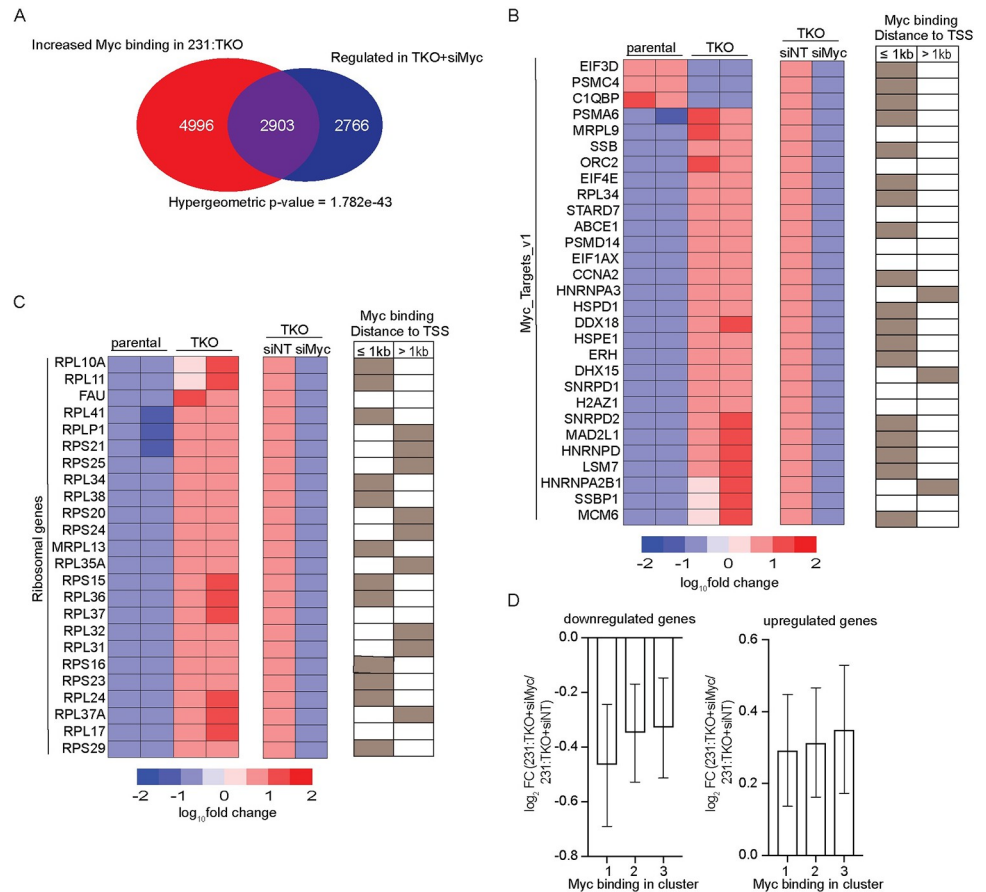 A
Increased Myc binding in 231:TKO
Regulated in TKO+siMyc
4996
2903
2766
Hypergeometric p-value = 1.782e-43
B
Myc binding
Distance to TSS
TKO
parental
TKO
siNT siMyc
≤ 1kb
> 1kb
Myc_Targets_v1
EIF3D
PSMC4
C1QBP
PSMA6
MRPL9
SSB
ORC2
EIF4E
RPL34
STARD7
ABCE1
PSMD14
EIF1AX
CCNA2
HNRNPA3
HSPD1
DDX18
HSPE1
ERH
DHX15
SNRPD1
H2AZ1
SNRPD2
MAD2L1
HNRNPD
LSM7
HNRNPA2B1
SSBP1
MCM6
-2 -1 0 1 2
log10fold change
C
Myc binding
Distance to TSS
TKO
parental
TKO
siNT siMyc
≤ 1kb
> 1kb
Ribosomal genes
RPL10A
RPL11
FAU
RPL41
RPLP1
RPS21
RPS25
RPL34
RPL38
RPS20
RPS24
MRPL13
RPL35A
RPS15
RPL36
RPL37
RPL32
RPL31
RPS16
RPS23
RPL24
RPL37A
RPL17
RPS29
-2 -1 0 1 2
log10fold change
D
downregulated genes
log2 FC (231:TKO+siMyc/
231:TKO+siNT)
0.0
-0.2
-0.4
-0.6
-0.8
1 2 3
Myc binding in cluster
upregulated genes
log2 FC (231:TKO+siMyc/
231:TKO+siNT)
0.6
0.4
0.2
0.0
1 2 3
Myc binding in cluster